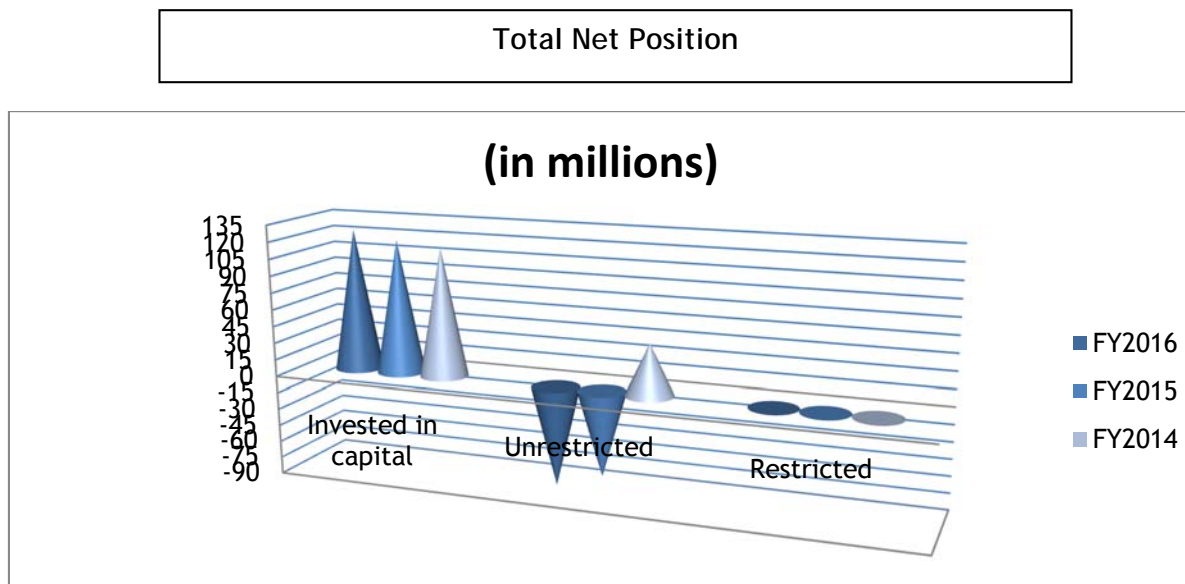 Total Net Position
(in millions)
135
120
105
90
75
60
45
30
15
0
-15
-30
-45
-60
-75
-90
Invested in
capital
Unrestricted
Restricted
FY2016
FY2015
FY2014